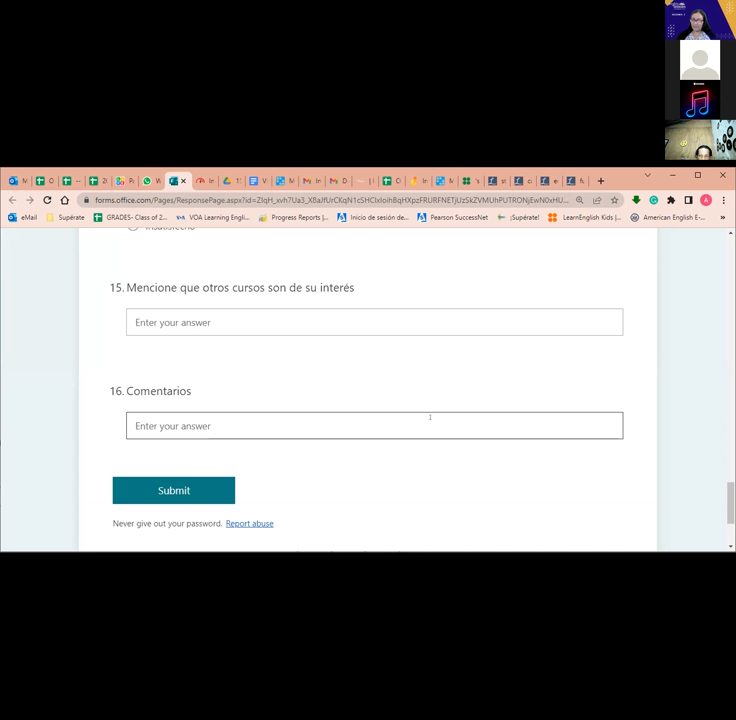 forms.office.com/Pages/ResponsePage.aspx?id=
eMail
Supérate
GRADES- Class of 2...
VOA Learning Engli...
Progress Reports |...
Inicio de sesión de...
Pearson SuccessNet
¡Supérate!
LearnEnglish Kids |...
American English E-...
»
Insatisfecho
15. Mencione que otros cursos son de su interés
Enter your answer
16. Comentarios
Enter your answer
Submit
Never give out your password. Report abuse